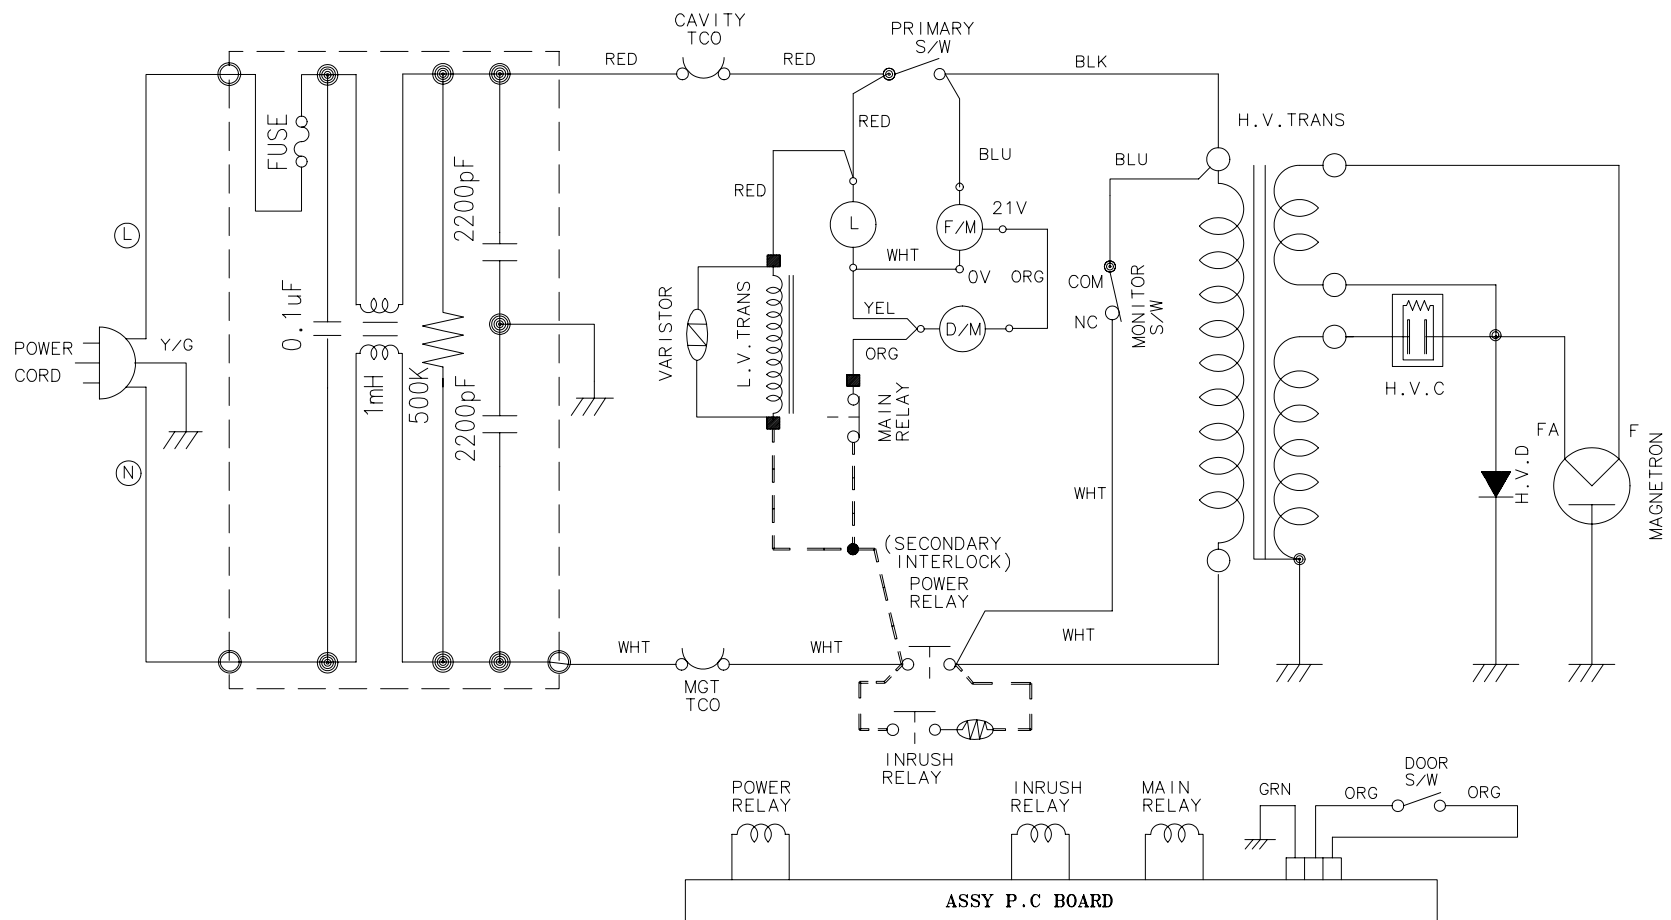 CAVITY
TCO
PRIMARY
S/W
RED
RED
BLK
H.V.TRANS
FUSE
RED
BLU
BLU
RED
2200pF
L
21V
F/M
L
WHT
0V
ORG
COM
MONITOR
S/W
NC
0.1uF
VARISTOR
L.V.TRANS
YEL
D/M
ORG
POWER
CORD
Y/G
1mH
500K
2200pF
MAIN
RELAY
H.V.C
FA
F
MAGNETRON
H.V.D
N
WHT
(SECONDARY
INTERLOCK)
POWER
RELAY
WHT
WHT
WHT
MGT
TCO
INRUSH
RELAY
POWER
RELAY
INRUSH
RELAY
MAIN
RELAY
GRN
ORG
DOOR
S/W
ORG
ASSY P.C BOARD